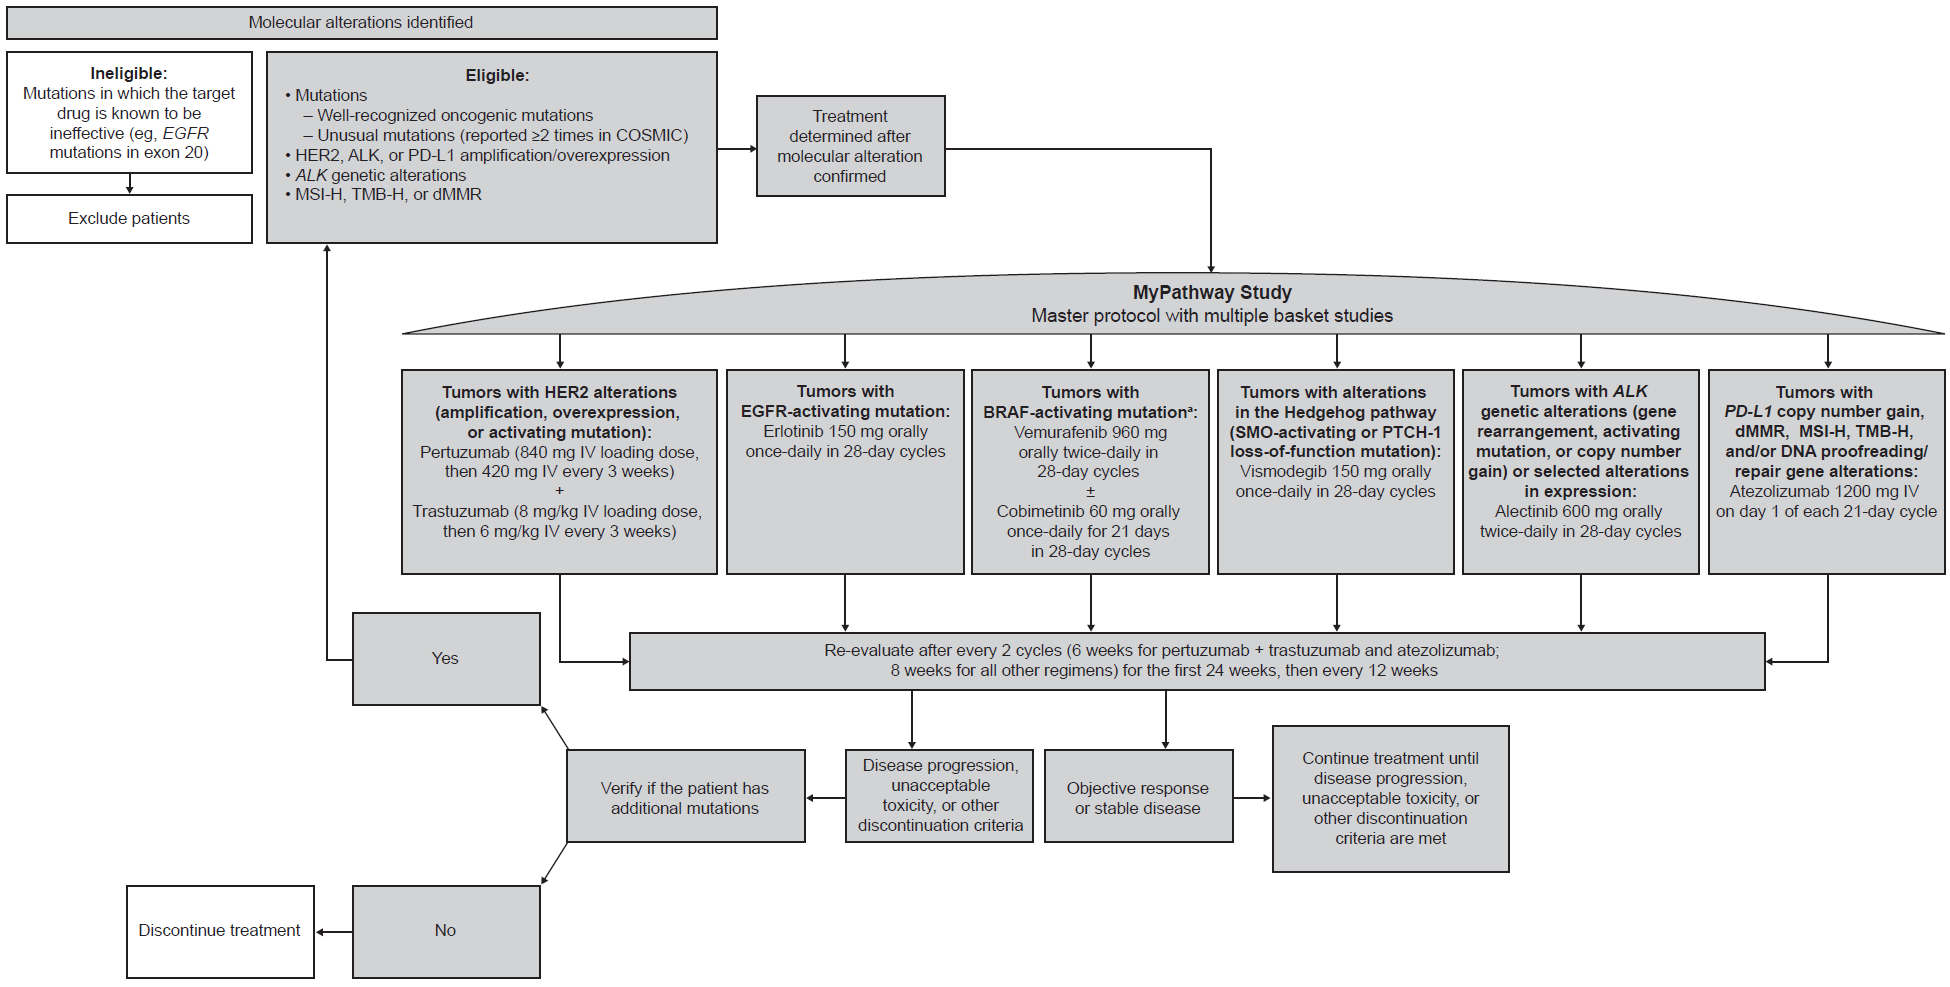 Molecular alterations identified
Ineligible:
Mutations in which the target
drug is known to be
ineffective (eg, EGFR
mutations in exon 20)
Exclude patients
Eligible:
• Mutations
– Well-recognized oncogenic mutations
– Unusual mutations (reported ≥2 times in COSMIC)
• HER2, ALK, or PD-L1 amplification/overexpression
• ALK genetic alterations
• MSI-H, TMB-H, or dMMR
Treatment
determined after
molecular alteration
confirmed
MyPathway Study
Master protocol with multiple basket studies
Tumors with HER2 alterations
(amplification, overexpression,
or activating mutation):
Pertuzumab (840 mg IV loading dose,
then 420 mg IV every 3 weeks)
+
Trastuzumab (8 mg/kg IV loading dose,
then 6 mg/kg IV every 3 weeks)
Tumors with
EGFR-activating mutation:
Erlotinib 150 mg orally
once-daily in 28-day cycles
Tumors with
BRAF-activating mutationᵃ:
Vemurafenib 960 mg
orally twice-daily in
28-day cycles
±
Cobimetinib 60 mg orally
once-daily for 21 days
in 28-day cycles
Tumors with alterations
in the Hedgehog pathway
(SMO-activating or PTCH-1
loss-of-function mutation):
Vismodegib 150 mg orally
once-daily in 28-day cycles
Tumors with ALK
genetic alterations (gene
rearrangement, activating
mutation, or copy number
gain) or selected alterations
in expression:
Alectinib 600 mg orally
twice-daily in 28-day cycles
Tumors with
PD-L1 copy number gain,
dMMR, MSI-H, TMB-H,
and/or DNA proofreading/
repair gene alterations:
Atezolizumab 1200 mg IV
on day 1 of each 21-day cycle
Re-evaluate after every 2 cycles (6 weeks for pertuzumab + trastuzumab and atezolizumab;
8 weeks for all other regimens) for the first 24 weeks, then every 12 weeks
Yes
Verify if the patient has
additional mutations
Disease progression,
unacceptable
toxicity, or other
discontinuation criteria
Objective response
or stable disease
Continue treatment until
disease progression,
unacceptable toxicity, or
other discontinuation
criteria are met
Discontinue treatment
No